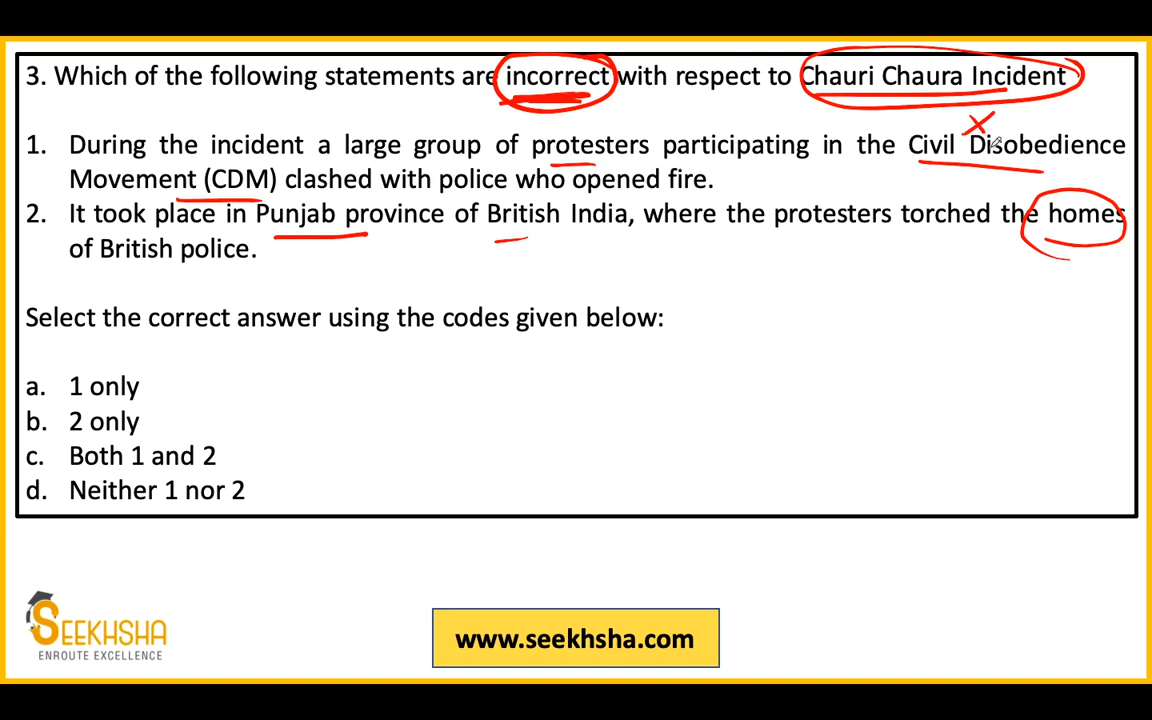 3. Which of the following statements are incorrect with respect to Chauri Chaura Incident
1. During the incident a large group of protesters participating in the Civil Disobedience
Movement (CDM) clashed with police who opened fire.
2. It took place in Punjab province of British India, where the protesters torched the homes
of British police.
Select the correct answer using the codes given below:
a. 1 only
b. 2 only
c. Both 1 and 2
d. Neither 1 nor 2
SEEKHSHA
ENROUTE EXCELLENCE
www.seekhsha.com